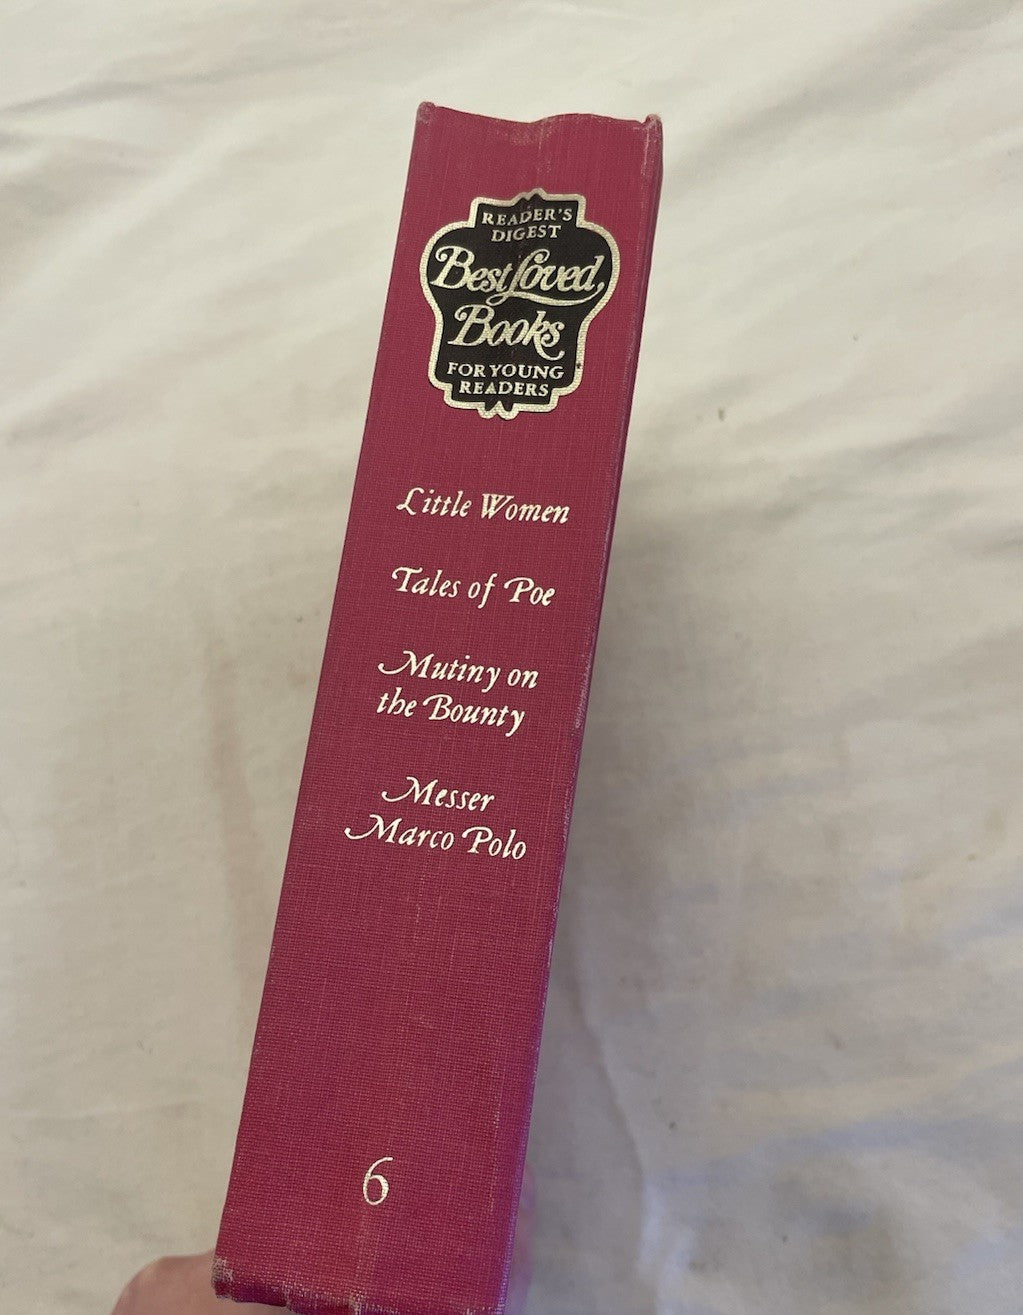 READER'S
DIGEST
Best Loved
Books
FOR YOUNG
READERS
Little Women
Tales of Poe
Mutiny on
the Bounty
Messer
Marco Polo
6